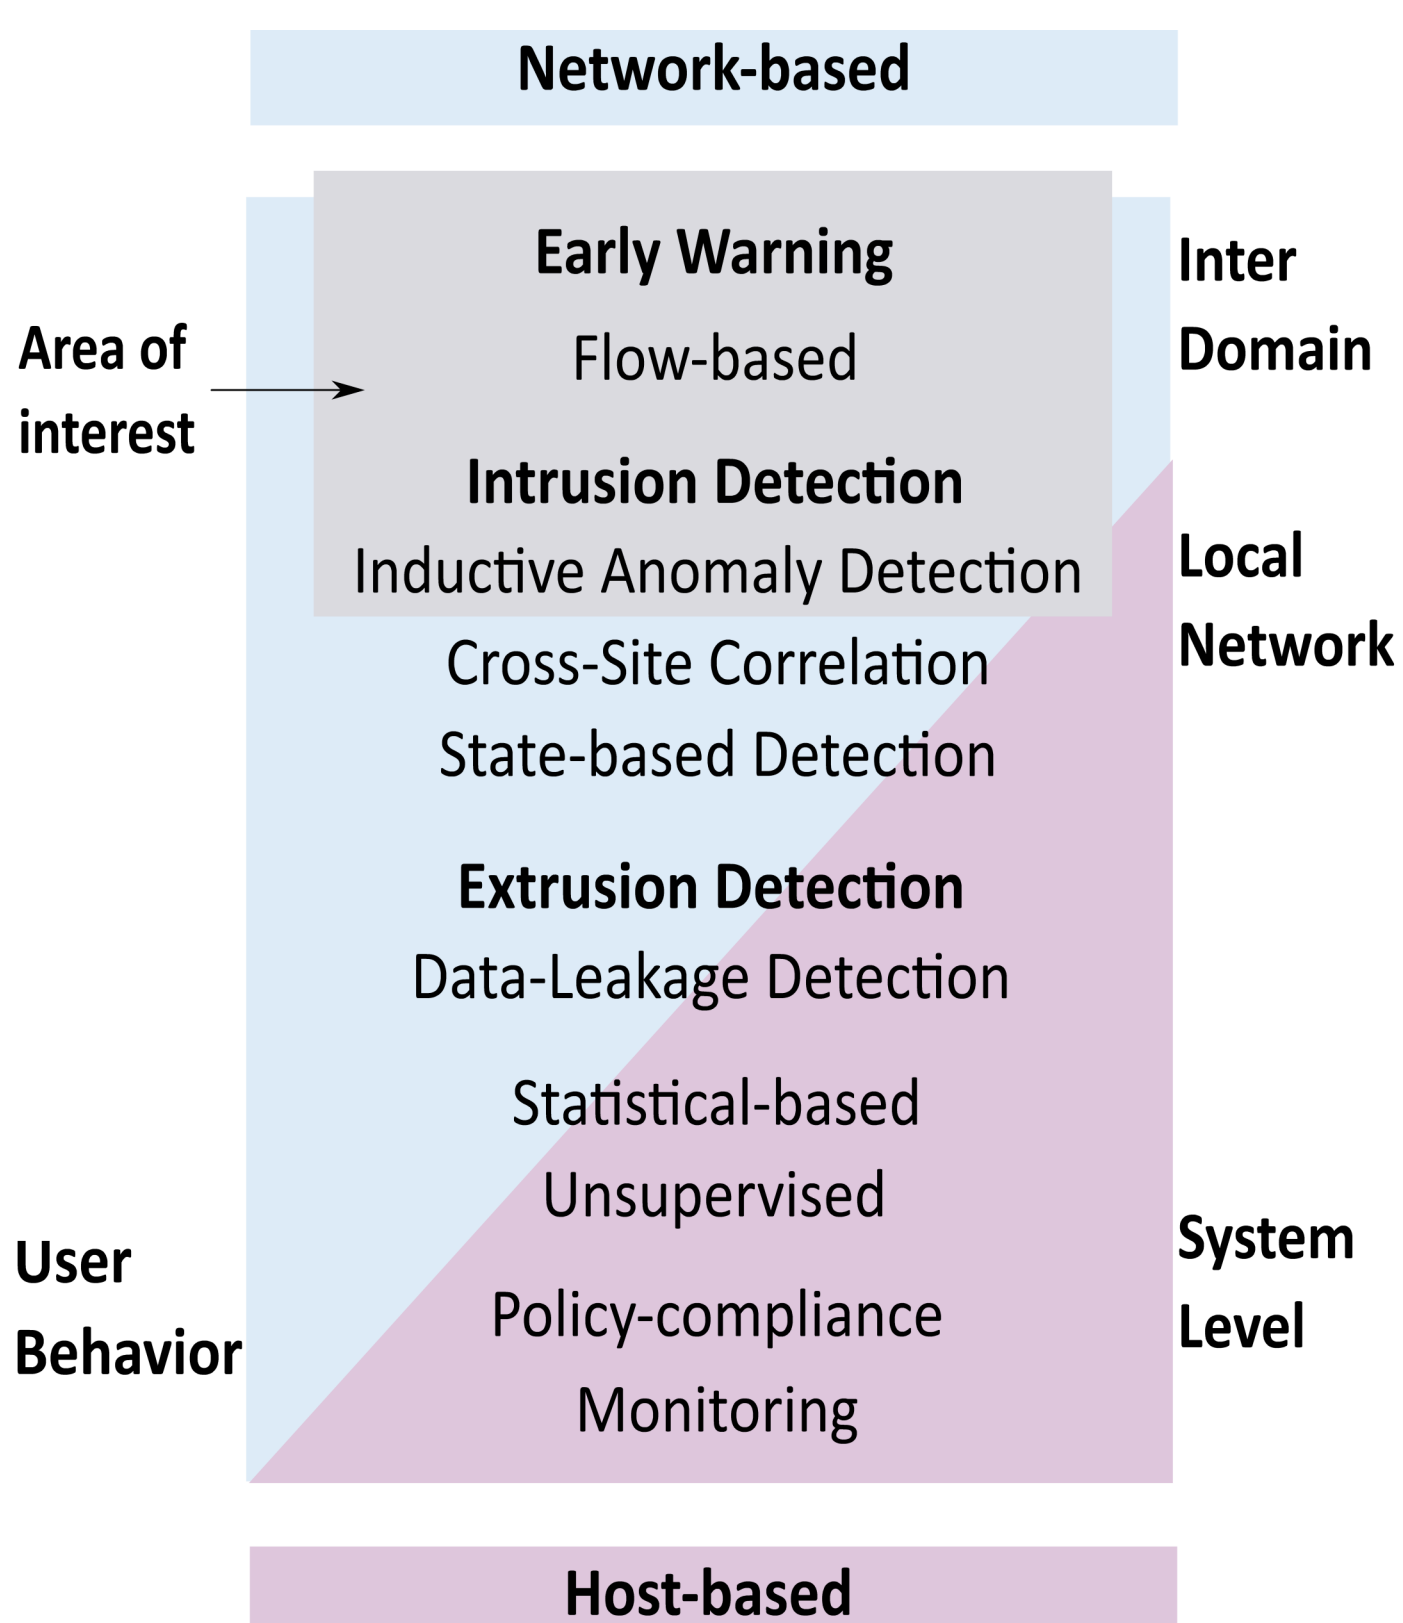 Network-based
Early Warning
Flow-based
Intrusion Detection
Inductive Anomaly Detection
Cross-Site Correlation
State-based Detection
Extrusion Detection
Data-Leakage Detection
Statistical-based
Unsupervised
Policy-compliance
Monitoring
Host-based
Area of
interest
User
Behavior
Inter
Domain
Local
Network
System
Level